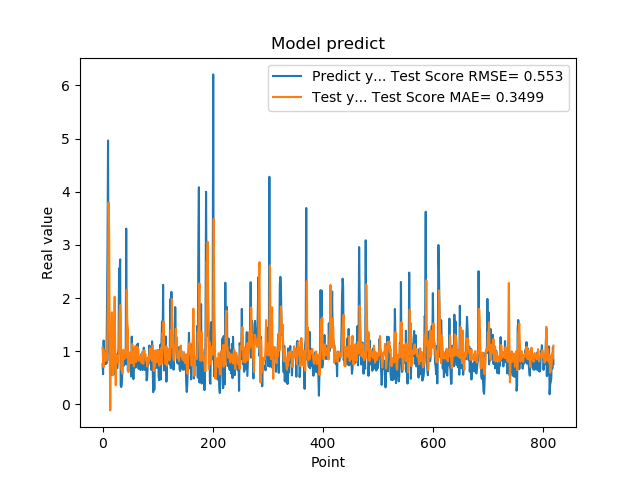 Model predict
Predict y... Test Score RMSE= 0.553
Test y... Test Score MAE= 0.3499
Real value
6
5
4
3
2
1
0
0 200 400 600 800
Point